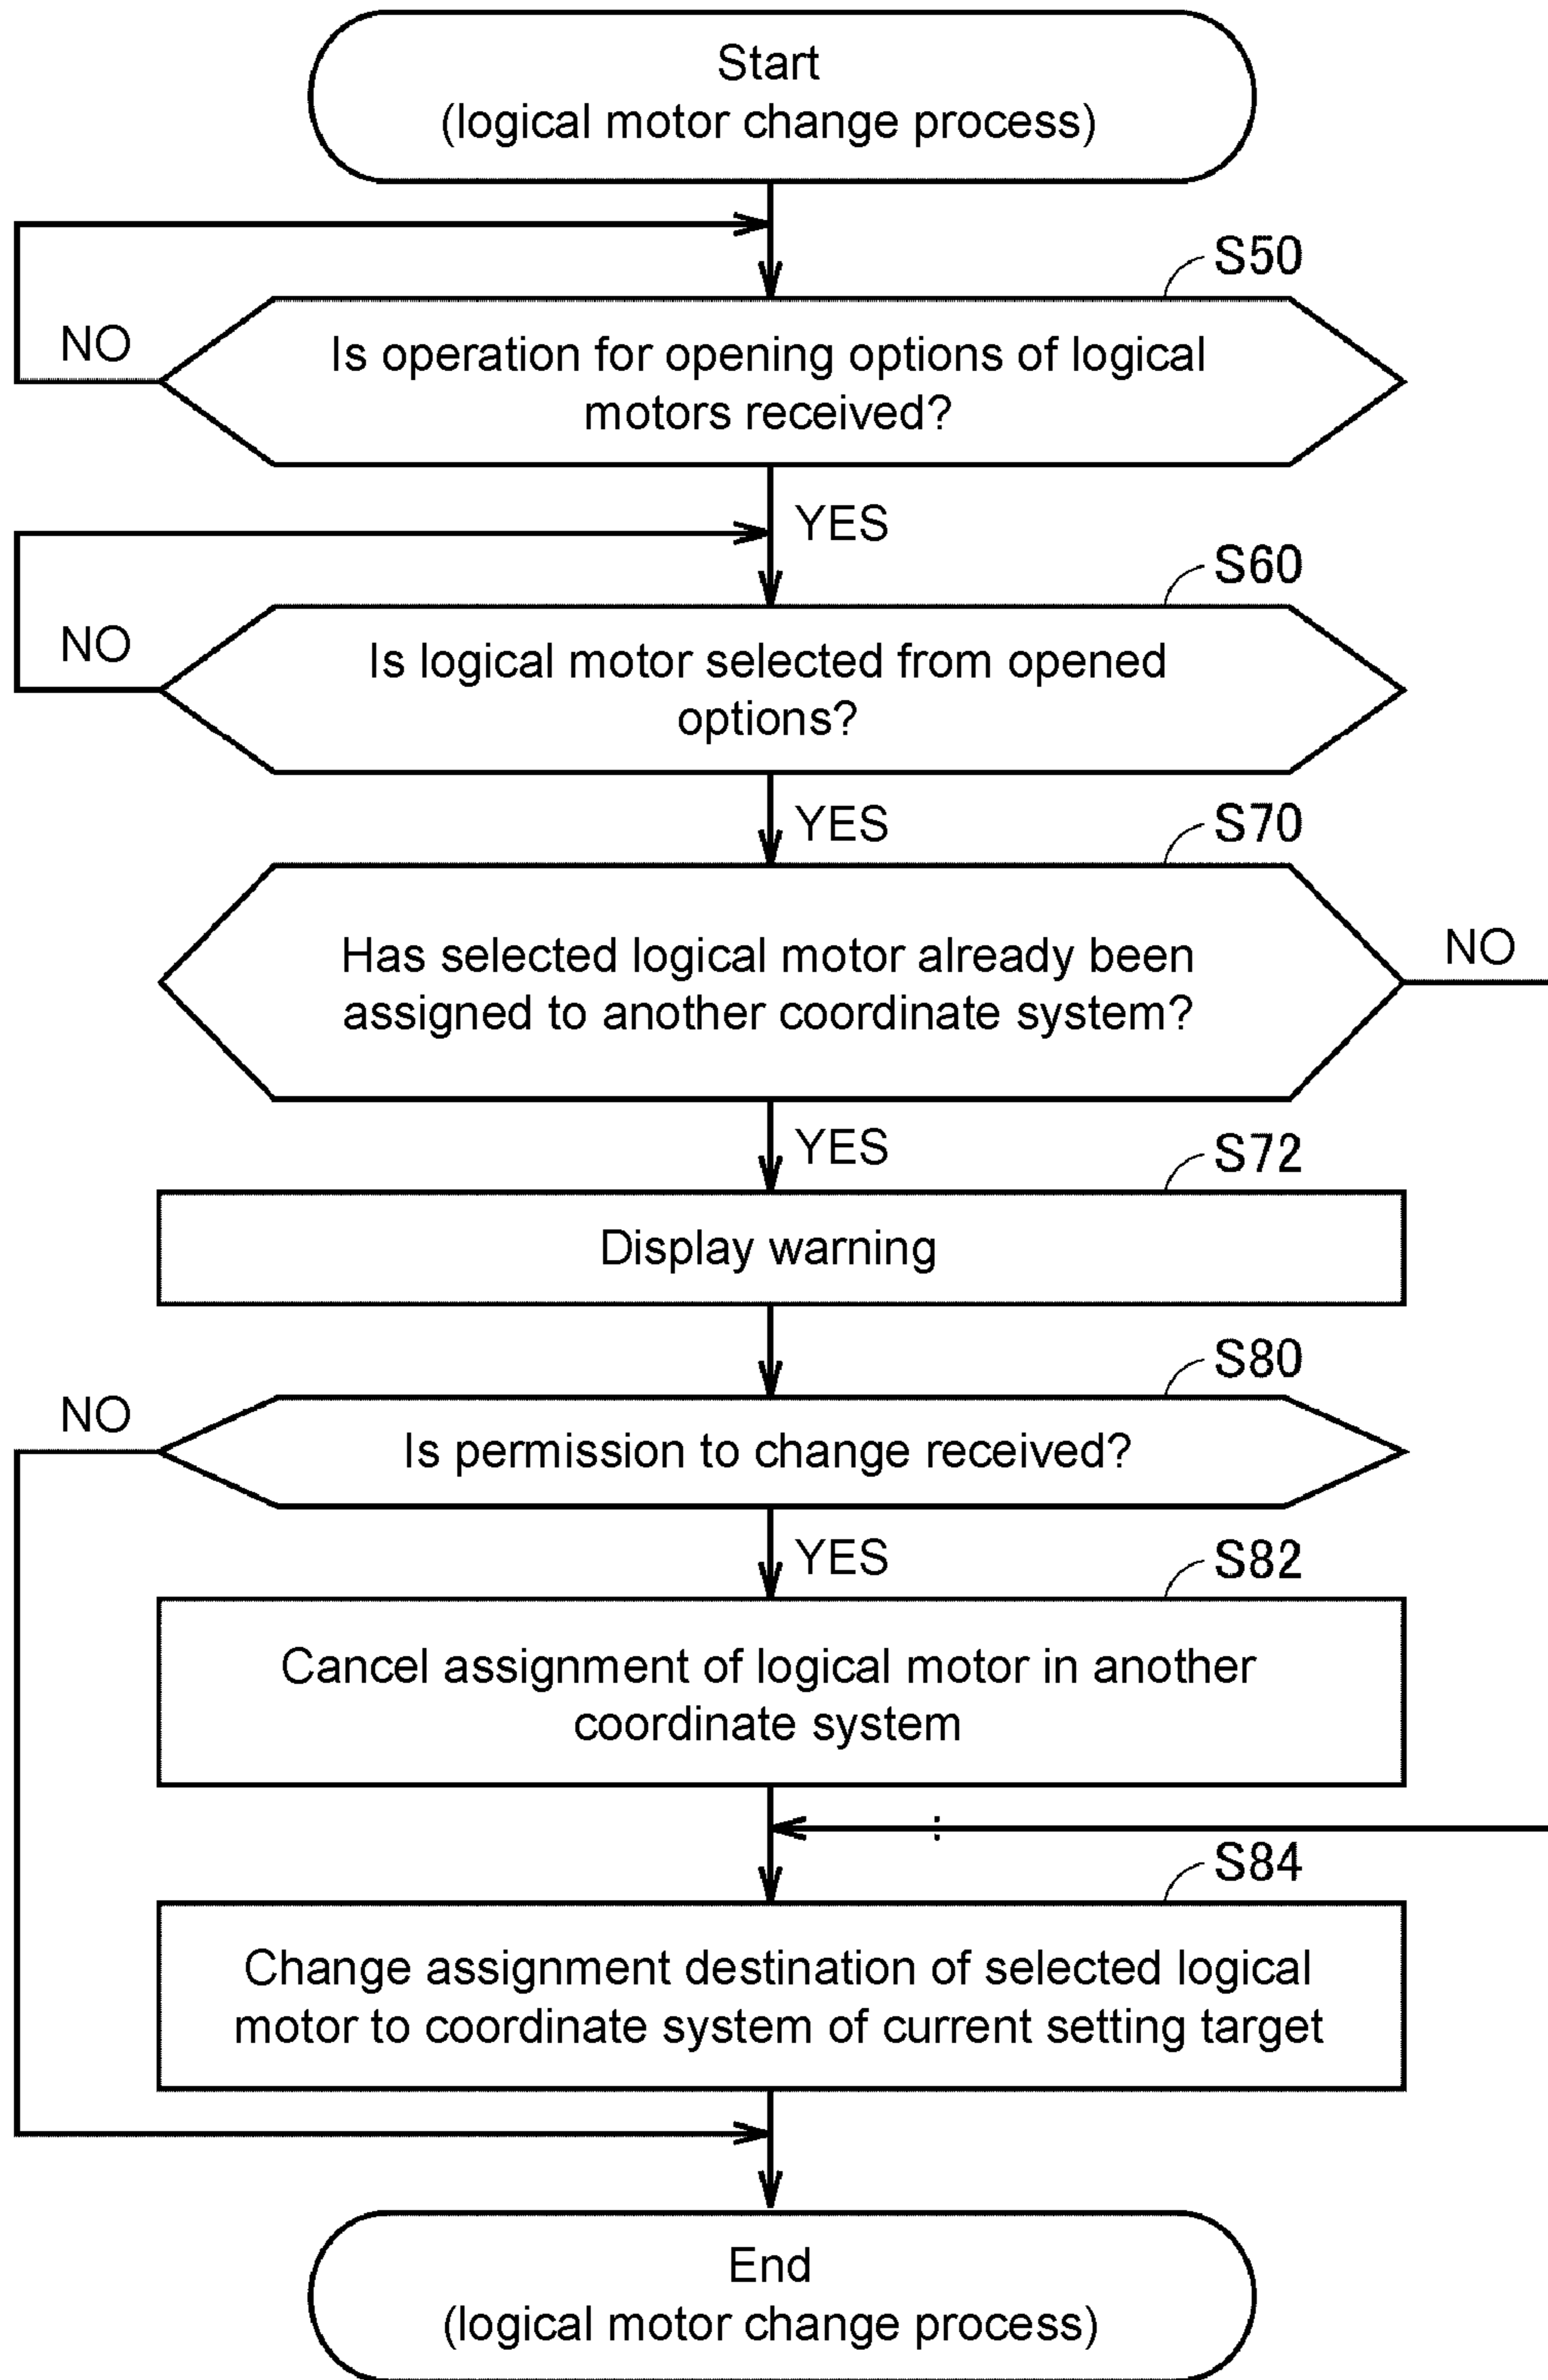 Start
(logical motor change process)
S50
NO
Is operation for opening options of logical
motors received?
YES
S60
NO
Is logical motor selected from opened
options?
YES
S70
Has selected logical motor already been
assigned to another coordinate system?
NO
YES
S72
Display warning
S80
NO
Is permission to change received?
YES
S82
Cancel assignment of logical motor in another
coordinate system
S84
Change assignment destination of selected logical
motor to coordinate system of current setting target
End
(logical motor change process)